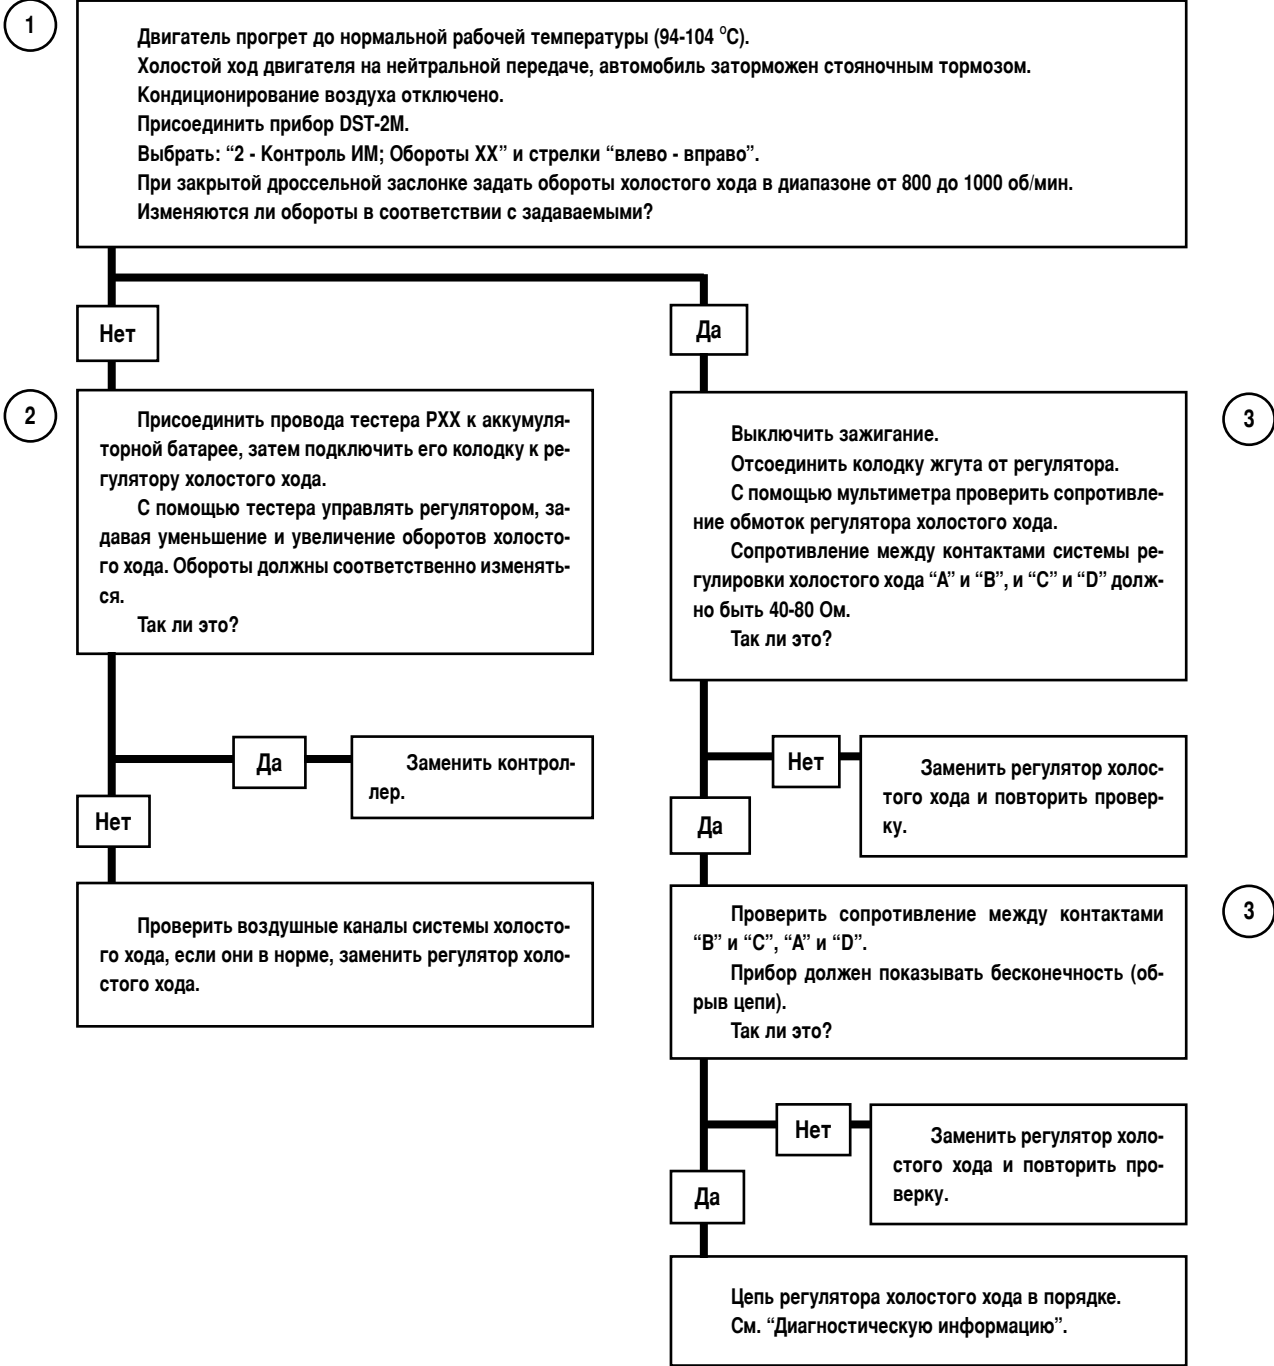 1
Двигатель прогрет до нормальной рабочей температуры (94-104 °С).
Холостой ход двигателя на нейтральной передаче, автомобиль заторможен стояночным тормозом.
Кондиционирование воздуха отключено.
Присоединить прибор DST-2M.
Выбрать: “2 - Контроль ИМ; Обороты ХХ” и стрелки “влево - вправо”.
При закрытой дроссельной заслонке задать обороты холостого хода в диапазоне от 800 до 1000 об/мин.
Изменяются ли обороты в соответствии с задаваемыми?
Нет
Да
2
Присоединить провода тестера РХХ к аккумуля-
торной батарее, затем подключить его колодку к ре-
гулятору холостого хода.
С помощью тестера управлять регулятором, за-
давая уменьшение и увеличение оборотов холосто-
го хода. Обороты должны соответственно изменять-
ся.
Так ли это?
3
Выключить зажигание.
Отсоединить колодку жгута от регулятора.
С помощью мультиметра проверить сопротивле-
ние обмоток регулятора холостого хода.
Сопротивление между контактами системы ре-
гулировки холостого хода “А” и “В”, и “С” и “D” долж-
но быть 40-80 Ом.
Так ли это?
Да
Заменить контрол-
лер.
Нет
Проверить воздушные каналы системы холосто-
го хода, если они в норме, заменить регулятор холо-
стого хода.
Нет
Заменить регулятор холос-
того хода и повторить провер-
ку.
Да
3
Проверить сопротивление между контактами
“В” и “С”, “А” и “D”.
Прибор должен показывать бесконечность (об-
рыв цепи).
Так ли это?
Нет
Заменить регулятор холо-
стого хода и повторить про-
верку.
Да
Цепь регулятора холостого хода в порядке.
См. “Диагностическую информацию”.